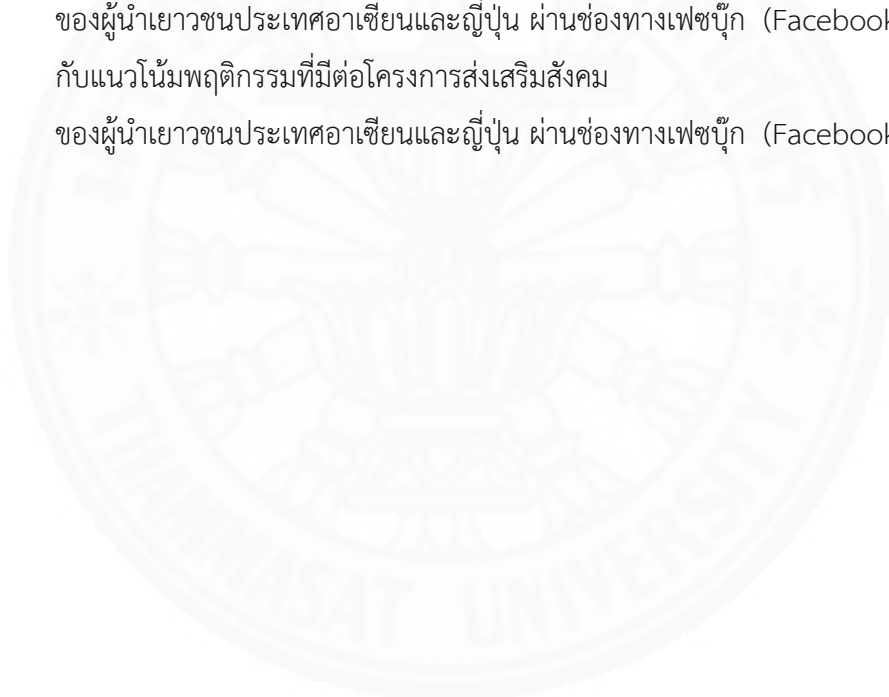 ของผู้นำเยาวชนประเทศอาเซียนและญี่ปุ่น ผ่านช่องทางเฟซบุ๊ก (Facebook
กับแนวโน้มพฤติกรรมที่มีต่อโครงการส่งเสริมสังคม
ของผู้นำเยาวชนประเทศอาเซียนและญี่ปุ่น ผ่านช่องทางเฟซบุ๊ก (Facebook
THAMMASAT UNIVERSITY